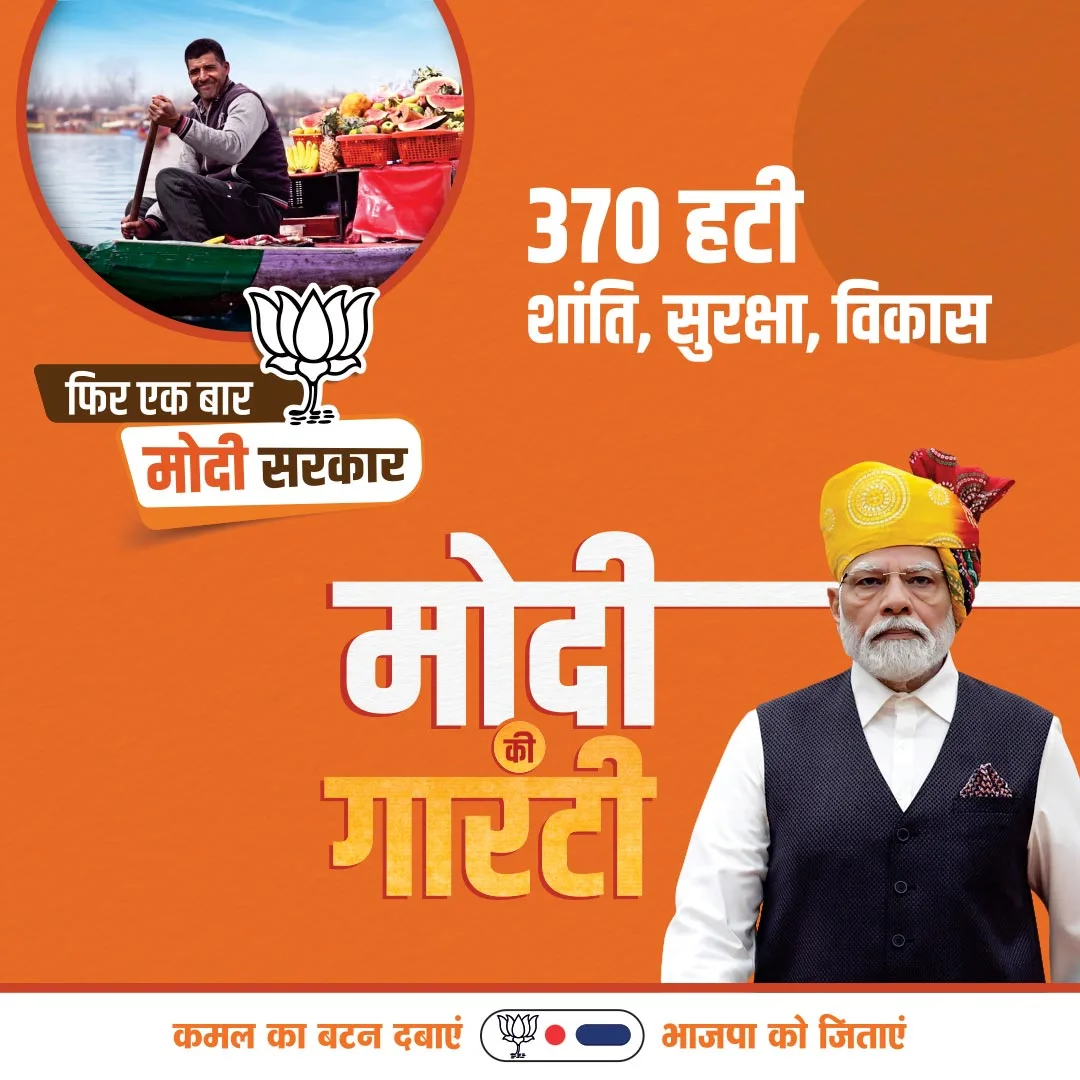 370 हटी
शांति, सुरक्षा, विकास
फिर एक बार
मोदी सरकार
मोदी
की
गारंटी
कमल का बटन दबाएं
भाजपा को जिताएं